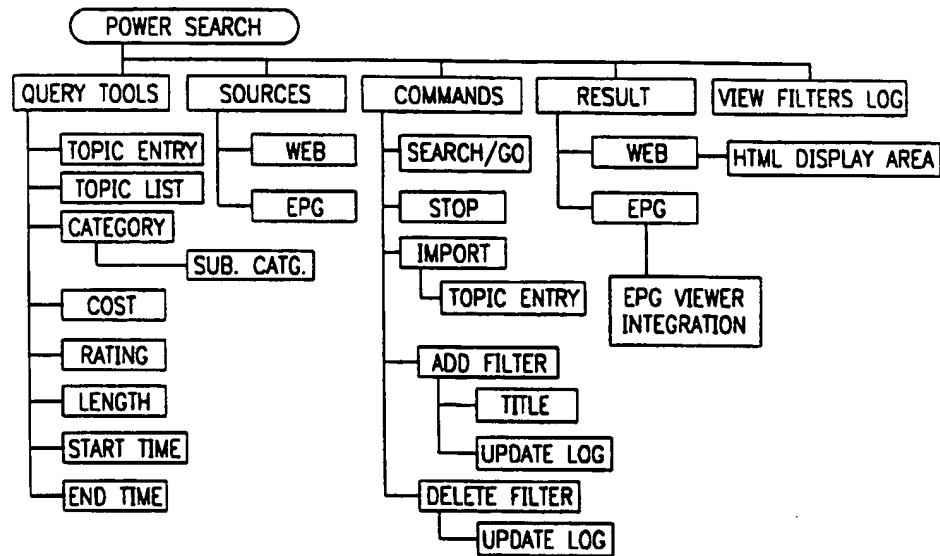 POWER SEARCH
QUERY TOOLS
SOURCES
COMMANDS
RESULT
VIEW FILTERS LOG
TOPIC ENTRY
TOPIC LIST
CATEGORY
SUB. CATG.
COST
RATING
LENGTH
START TIME
END TIME
WEB
EPG
SEARCH/GO
STOP
IMPORT
TOPIC ENTRY
ADD FILTER
TITLE
UPDATE LOG
DELETE FILTER
UPDATE LOG
WEB
HTML DISPLAY AREA
EPG
EPG VIEWER
INTEGRATION